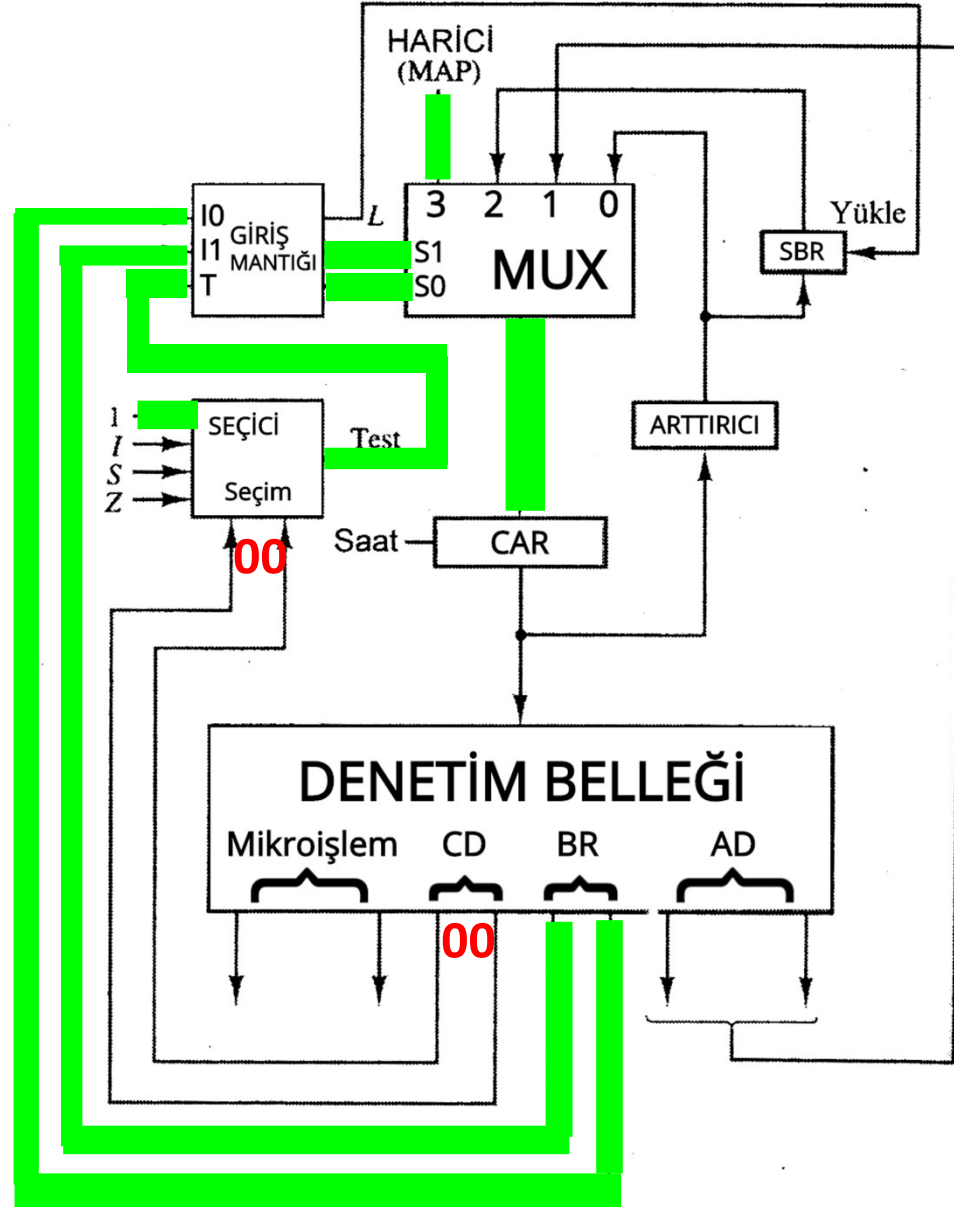 HARİCİ
(MAP)
I0
I1
T
GİRİŞ
MANTIĞI
L
3 2 1 0
S1
S0
MUX
Yükle
SBR
1
I
S
Z
SEÇİCİ
Seçim
Test
ARTTIRICI
00
Saat
CAR
DENETİM BELLEĞİ
Mikroişlem CD BR AD
00